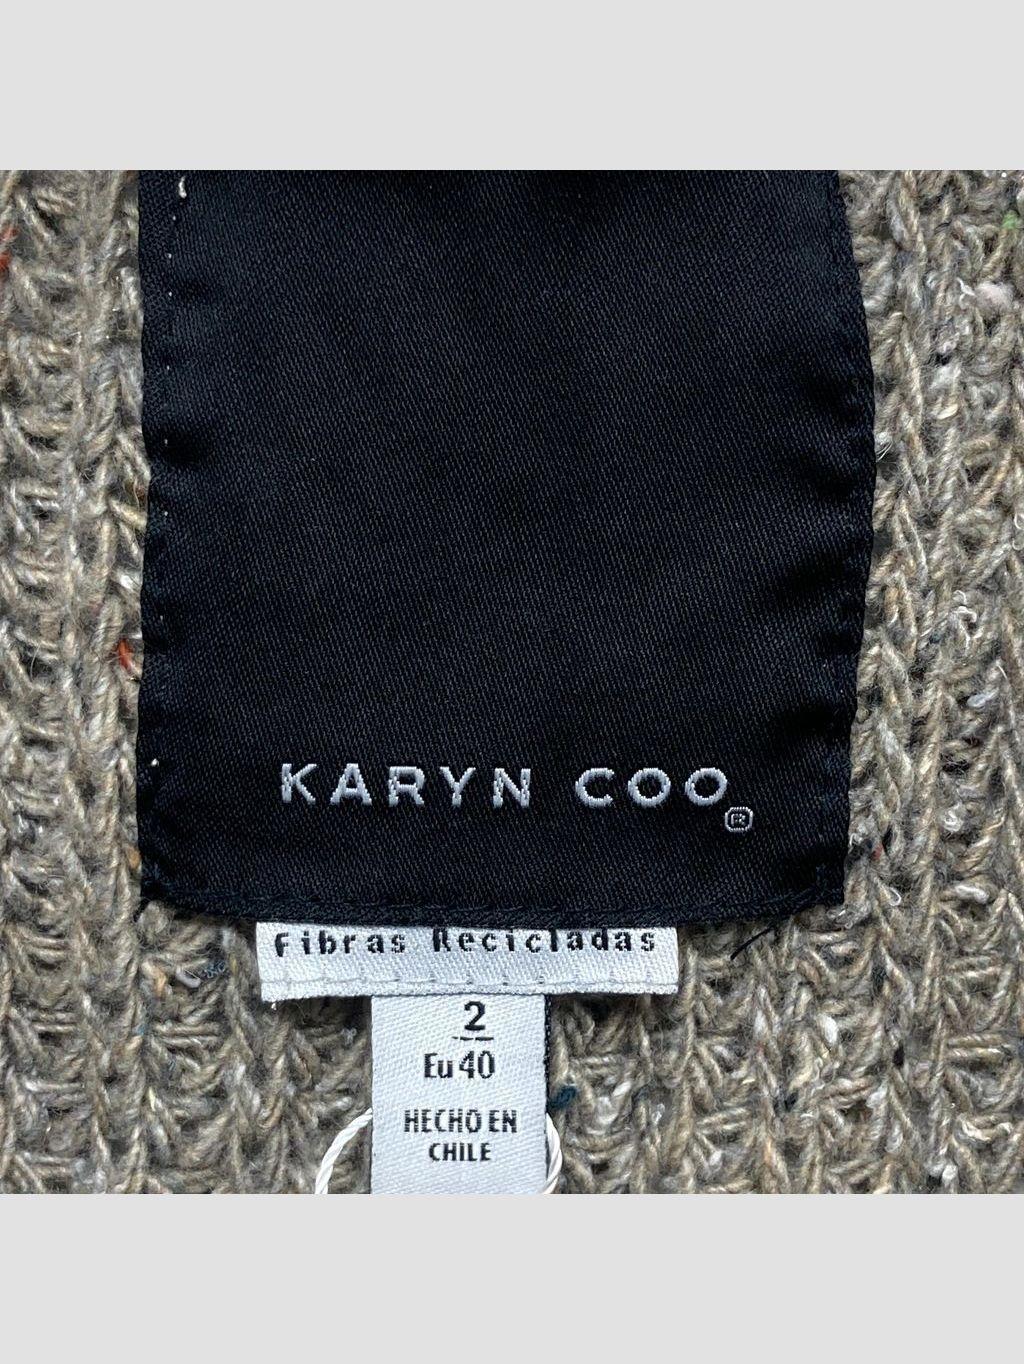 KARYN COO
®
Fibras Recicladas
2
Eu 40
HECHO EN
CHILE